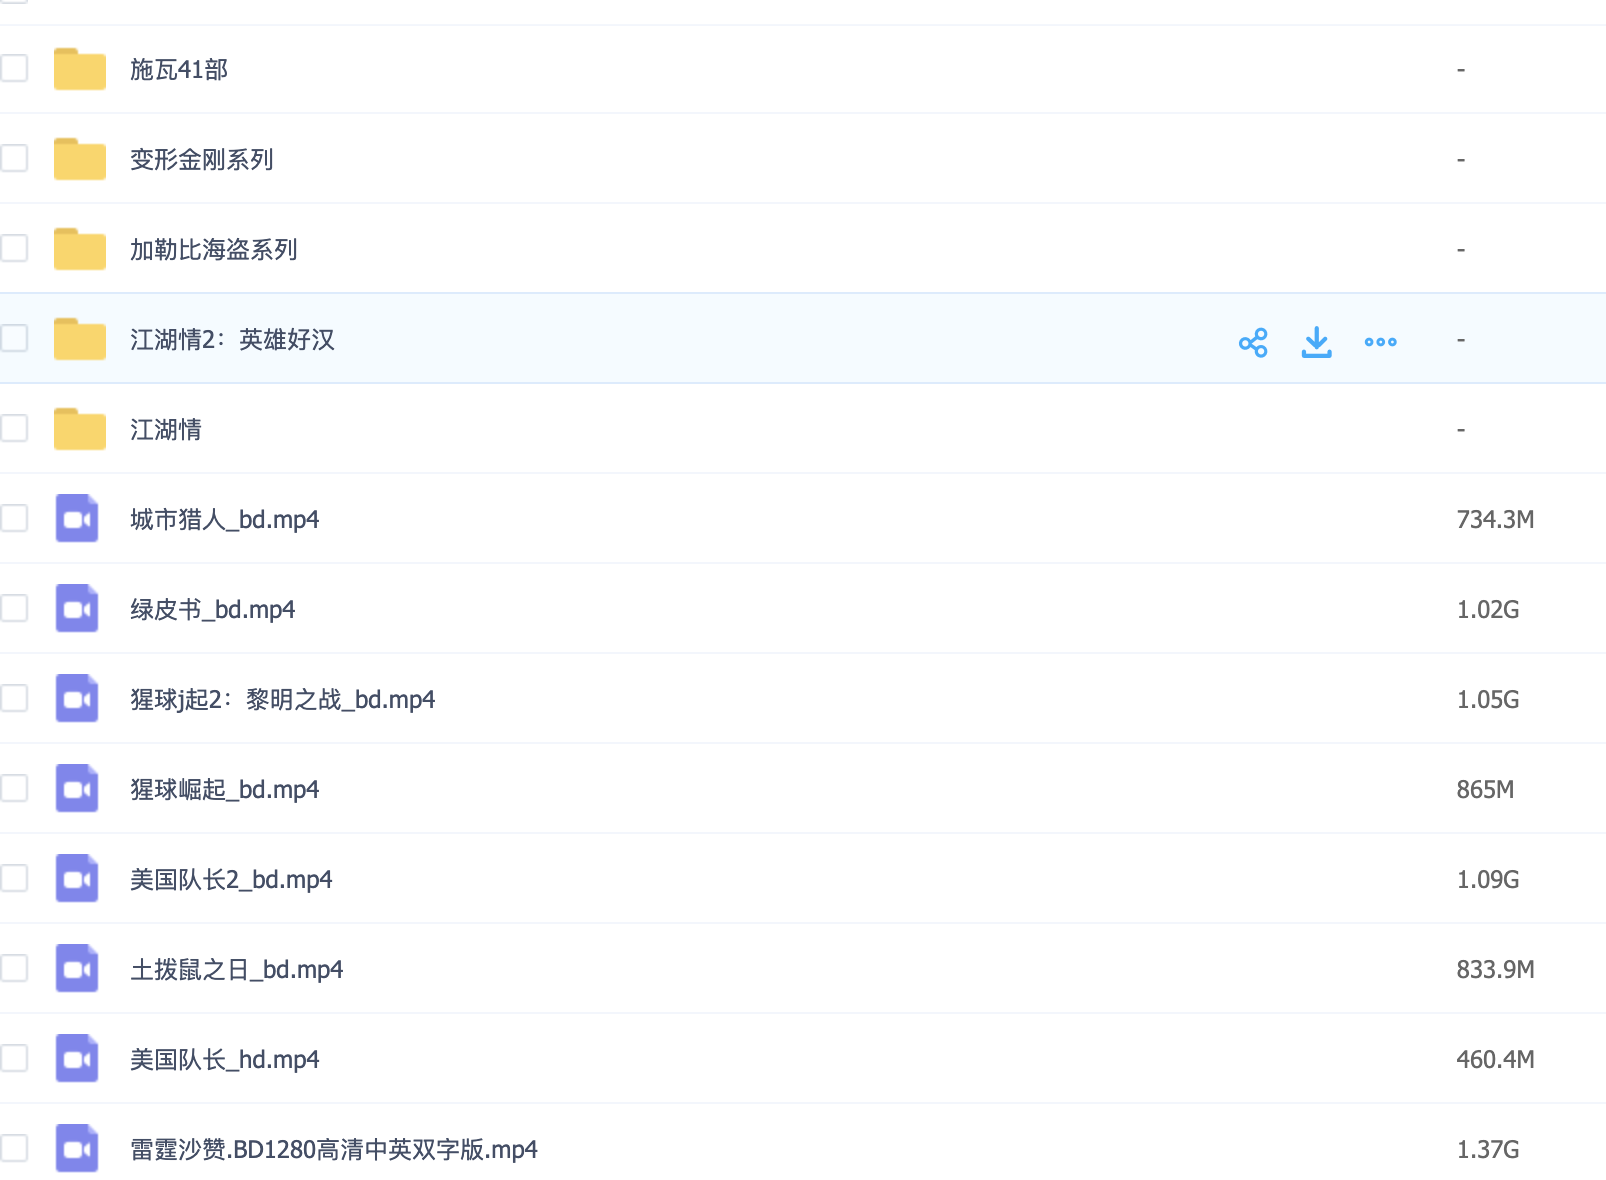 施瓦41部 -
变形金刚系列 -
加勒比海盗系列 -
江湖情2：英雄好汉 -
江湖情 -
城市猎人_bd.mp4 734.3M
绿皮书_bd.mp4 1.02G
猩球j起2：黎明之战_bd.mp4 1.05G
猩球崛起_bd.mp4 865M
美国队长2_bd.mp4 1.09G
土拨鼠之日_bd.mp4 833.9M
美国队长_hd.mp4 460.4M
雷霆沙赞.BD1280高清中英双字版.mp4 1.37G